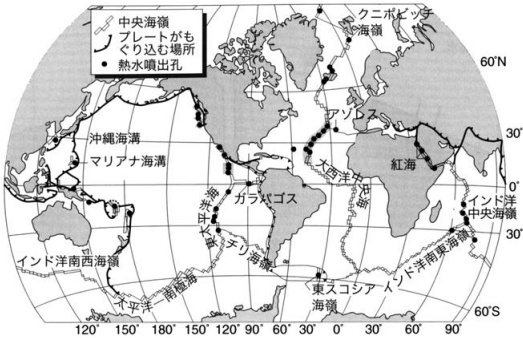 中央海嶺
プレートがも
ぐり込む場所
熱水噴出孔
クニポビッチ
海嶺
60°N
アゾレス
30°
沖縄海溝
マリアナ海溝
大西洋中央海嶺
紅海
0°
ガラパゴス
東太平洋海
インド洋
中央海嶺
30°
チリ海嶺
インド洋南西海嶺
インド洋南東海嶺
太平洋ー南極海
東スコシア
海嶺
60°S
120° 150° 180° 150° 120° 90° 60° 30° 0° 30° 60° 90°